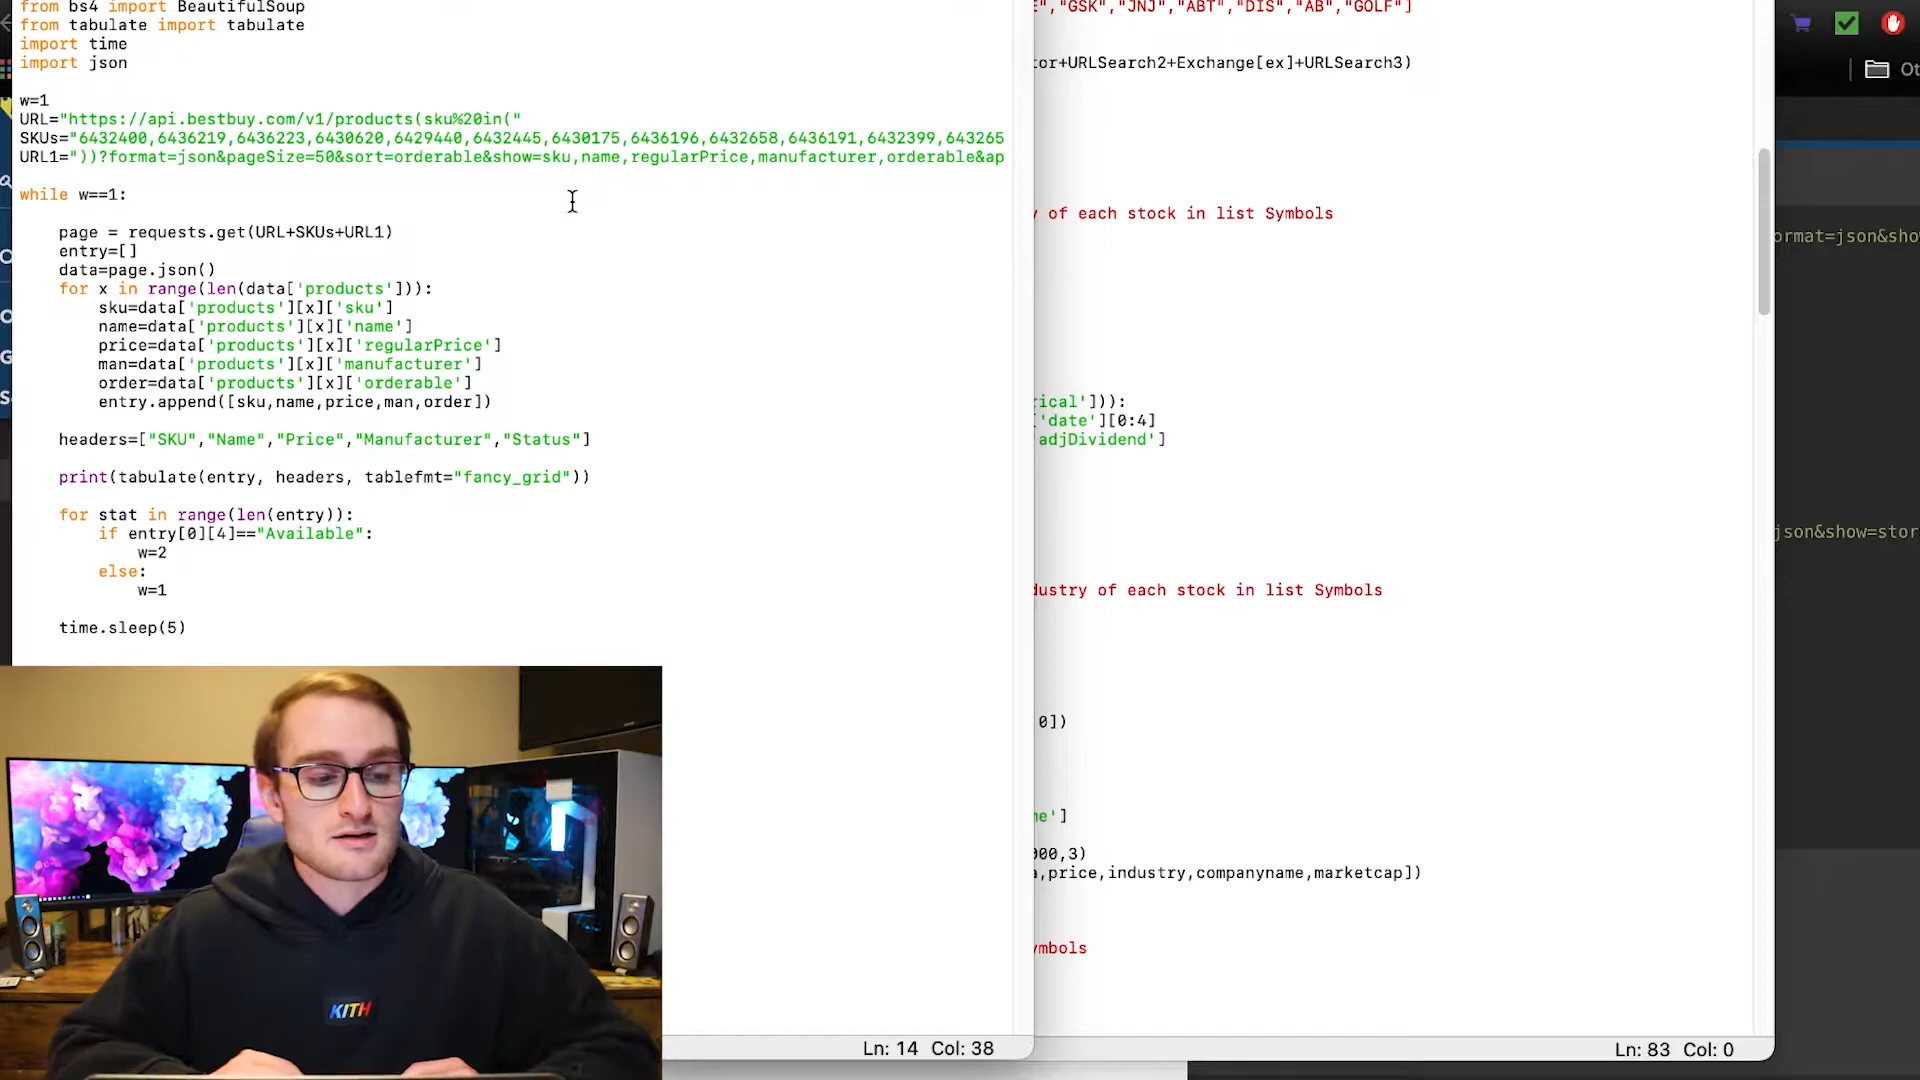 from bs4 import BeautifulSoup
from tabulate import tabulate
import time
import json
w=1
URL="https://api.bestbuy.com/v1/products(sku%20in("
SKUs="6432400,6436219,6436223,6430620,6429440,6432445,6430175,6436196,6432658,6436191,6432399,643265
URL1="))?format=json&pageSize=50&sort=orderable&show=sku,name,regularPrice,manufacturer,orderable&ap
while w==1:
page = requests.get(URL+SKUs+URL1)
entry=[]
data=page.json()
for x in range(len(data['products'])):
sku=data['products'][x]['sku']
name=data['products'][x]['name']
price=data['products'][x]['regularPrice']
man=data['products'][x]['manufacturer']
order=data['products'][x]['orderable']
entry.append([sku,name,price,man,order])
headers=["SKU","Name","Price","Manufacturer","Status"]
print(tabulate(entry, headers, tablefmt="fancy_grid"))
for stat in range(len(entry)):
if entry[0][4]=="Available":
w=2
else:
w=1
time.sleep(5)
KITH
Ln: 14 Col: 38
","GSK","JNJ","ABT","DIS","AB","GOLF"]
tor+URLSearch2+Exchange[ex]+URLSearch3)
of each stock in list Symbols
rical'])):
'date'][0:4]
adjDividend']
dustry of each stock in list Symbols
0])
me']
000,3)
,price,industry,companyname,marketcap])
ymbols
Ln: 83 Col: 0
Ot
ormat=json&sho
json&show=stor